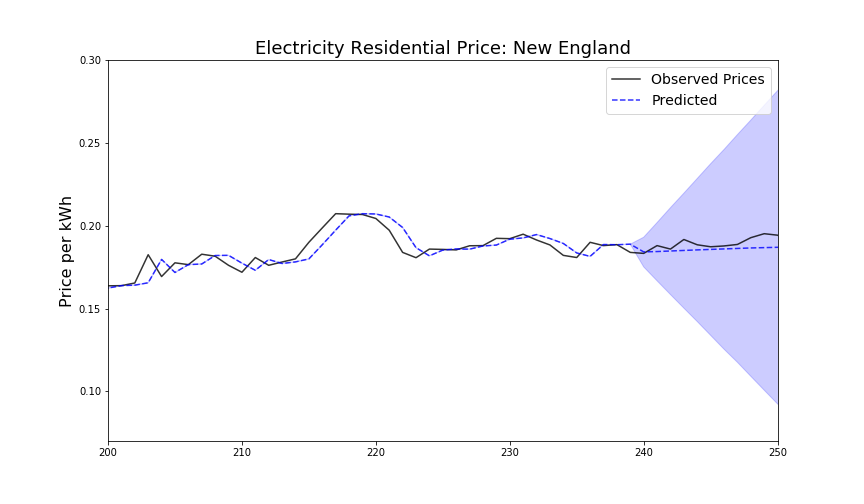 Electricity Residential Price: New England
Observed Prices
Predicted
Price per kWh
0.30
0.25
0.20
0.15
0.10
200
210
220
230
240
250